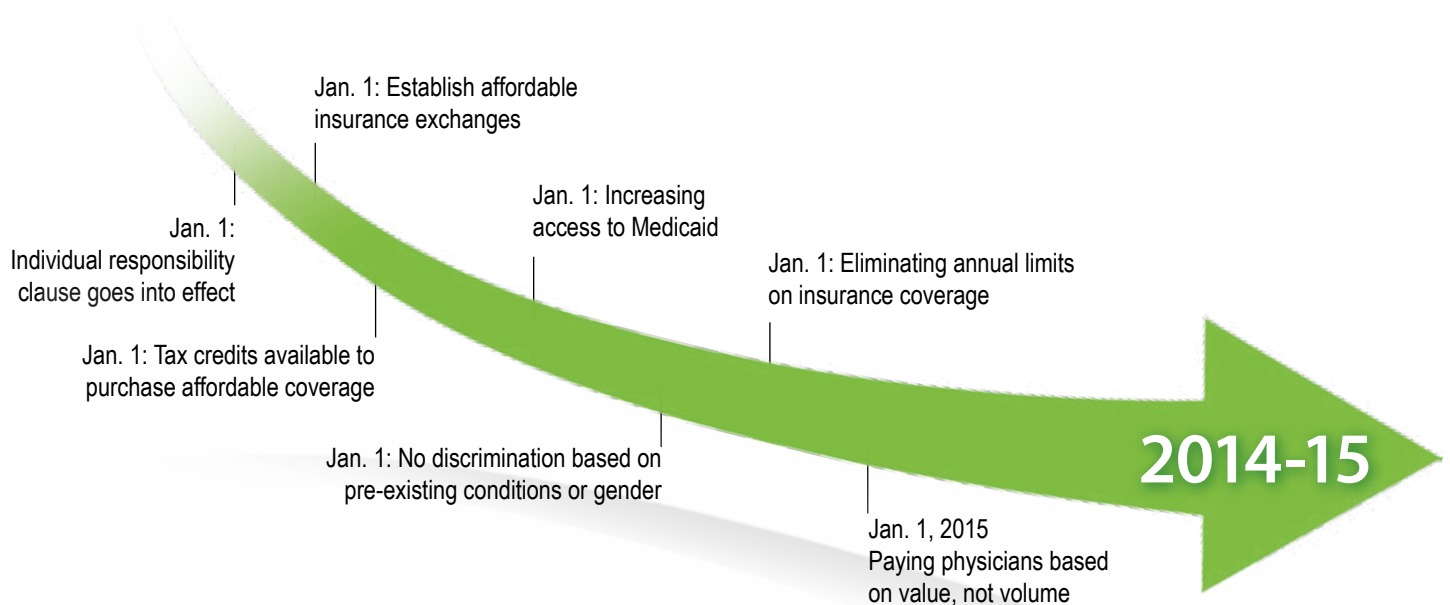 Jan. 1: Establish affordable
insurance exchanges
Jan. 1:
Individual responsibility
clause goes into effect
Jan. 1: Increasing
access to Medicaid
Jan. 1: Tax credits available to
purchase affordable coverage
Jan. 1: Eliminating annual limits
on insurance coverage
Jan. 1: No discrimination based on
pre-existing conditions or gender
2014-15
Jan. 1, 2015
Paying physicians based
on value, not volume